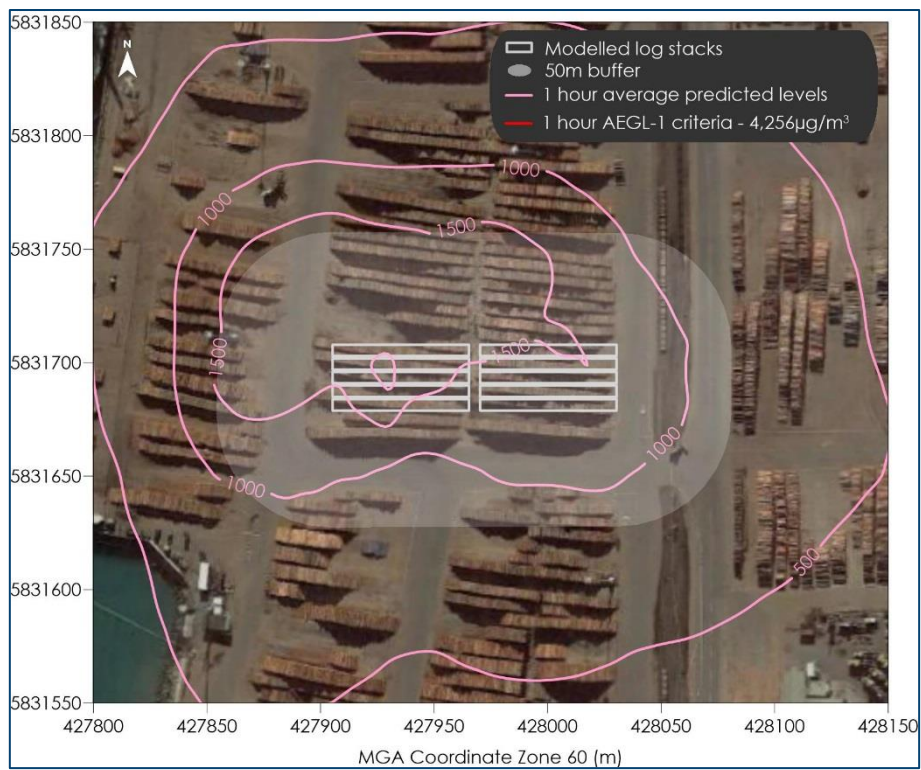 5831850
5831800
5831750
5831700
5831650
5831600
5831550
N
Modelled log stacks
50m buffer
1 hour average predicted levels
1 hour AEGL-1 criteria - 4,256µg/m³
1000
1000
1500
1500
1500
1000
1000
500
427800 427850 427900 427950 428000 428050 428100 428150
MGA Coordinate Zone 60 (m)